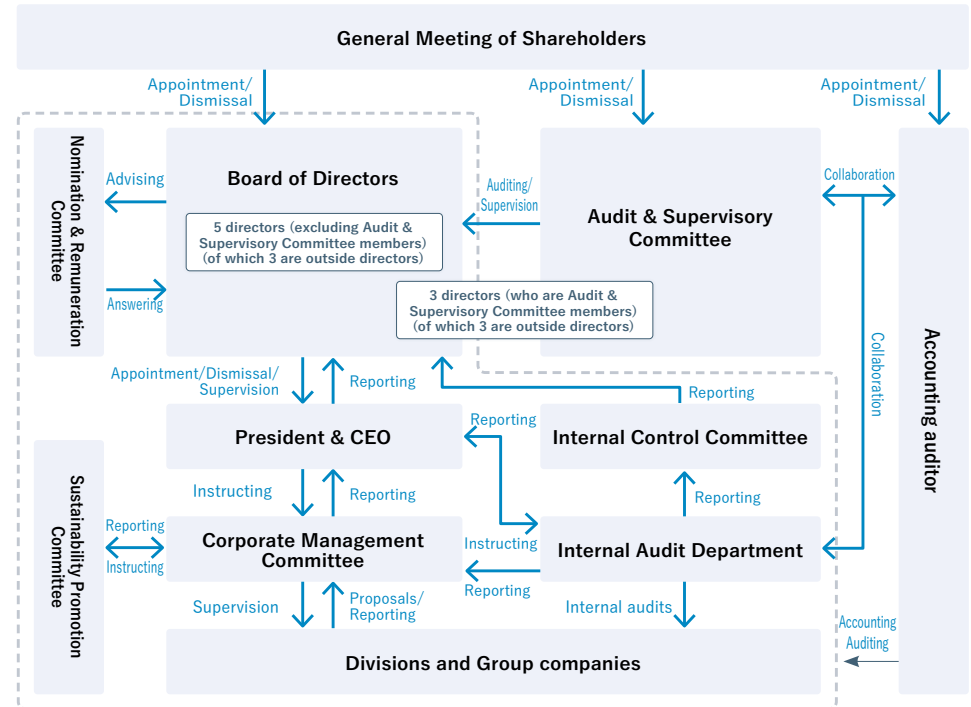 General Meeting of Shareholders
Appointment/
Dismissal
Appointment/
Dismissal
Appointment/
Dismissal
Nomination & Remuneration
Committee
Advising
Answering
Board of Directors
5 directors (excluding Audit &
Supervisory Committee members)
(of which 3 are outside directors)
Auditing/
Supervision
Audit & Supervisory
Committee
3 directors (who are Audit &
Supervisory Committee members)
(of which 3 are outside directors)
Collaboration
Collaboration
Accounting auditor
Appointment/Dismissal/
Supervision
Reporting
Reporting
President & CEO
Reporting
Internal Control Committee
Instructing
Reporting
Reporting
Sustainability Promotion
Committee
Reporting
Instructing
Corporate Management
Committee
Instructing
Reporting
Internal Audit Department
Supervision
Proposals/
Reporting
Internal audits
Accounting
Auditing
Divisions and Group companies